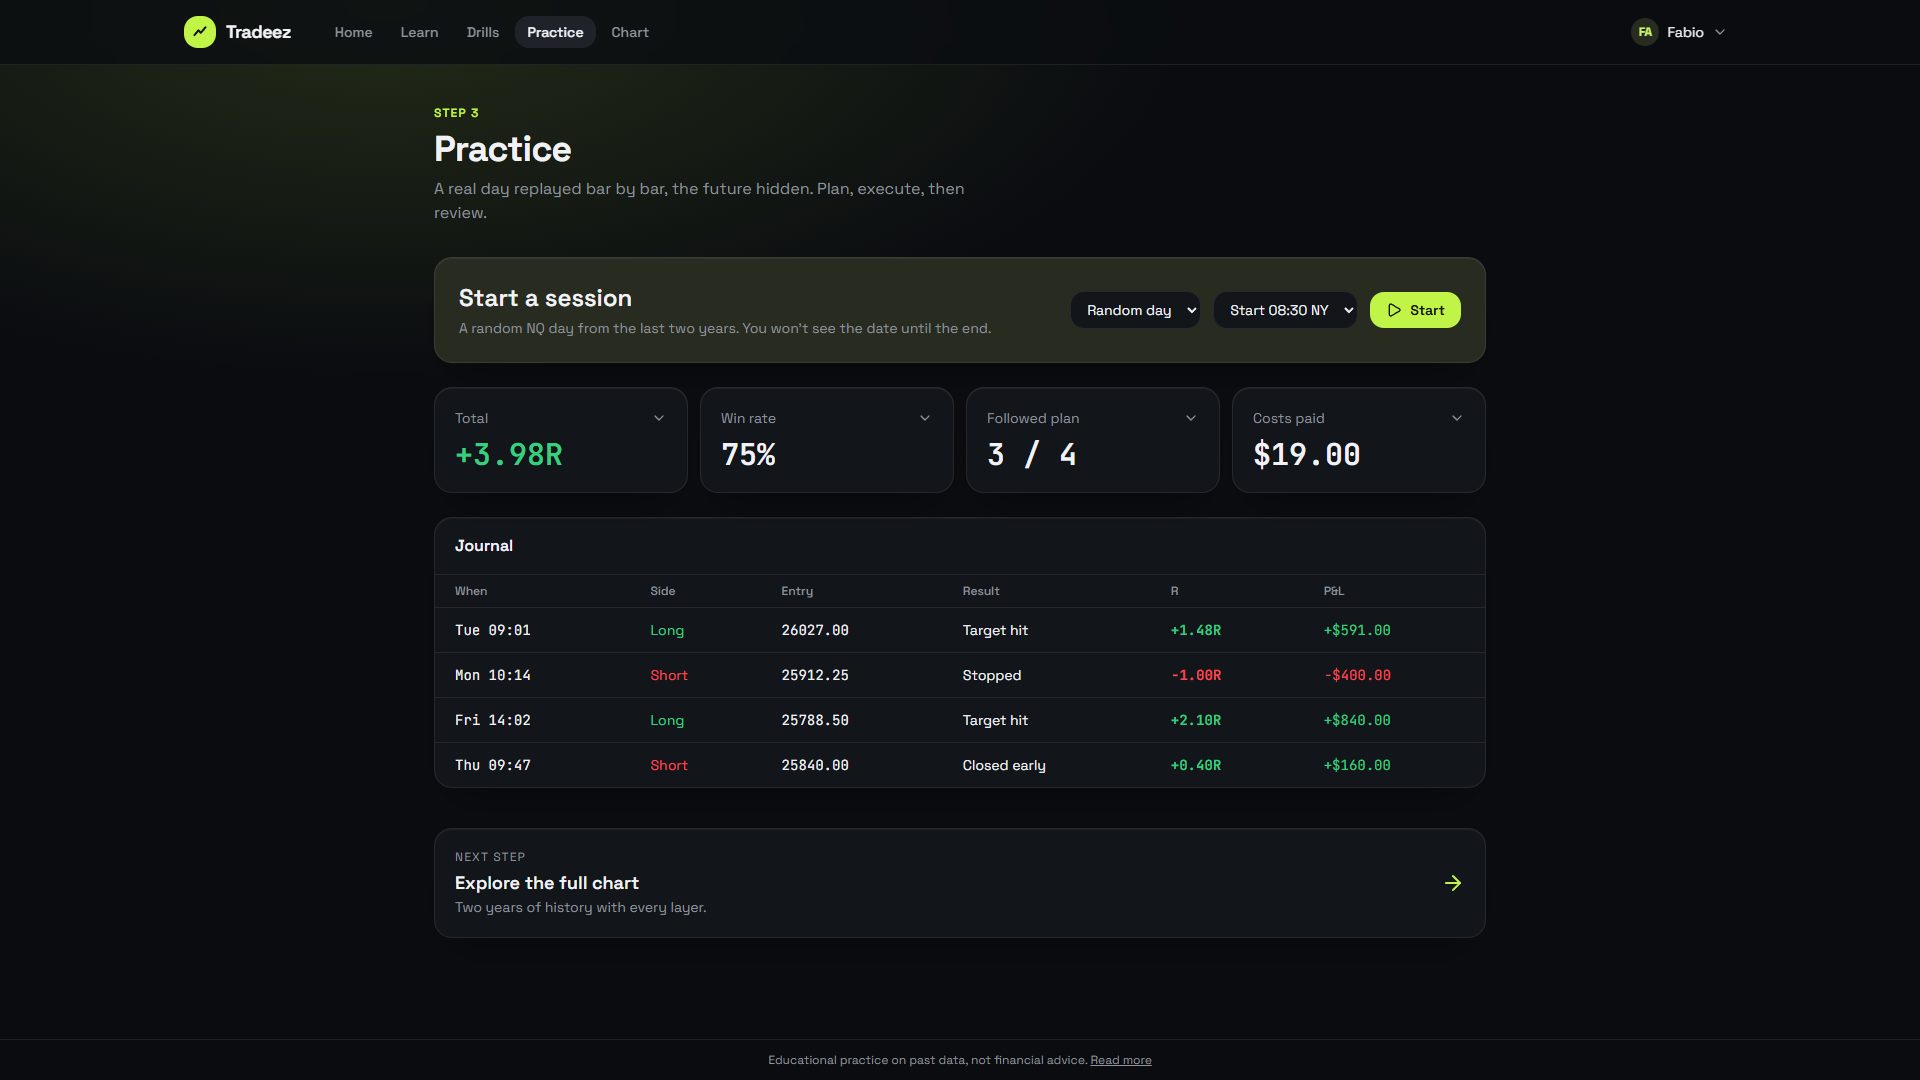 Tradeez
Home Learn Drills Practice Chart
FA Fabio
STEP 3
Practice
A real day replayed bar by bar, the future hidden. Plan, execute, then
review.
Start a session
A random NQ day from the last two years. You won't see the date until the end.
Random day
Start 08:30 NY
Start
Total
+3.98R
Win rate
75%
Followed plan
3 / 4
Costs paid
$19.00
Journal
When Side Entry Result R P&L
Tue 09:01 Long 26027.00 Target hit +1.48R +$591.00
Mon 10:14 Short 25912.25 Stopped -1.00R -$400.00
Fri 14:02 Long 25788.50 Target hit +2.10R +$840.00
Thu 09:47 Short 25840.00 Closed early +0.40R +$160.00
NEXT STEP
Explore the full chart
Two years of history with every layer.
Educational practice on past data, not financial advice. Read more